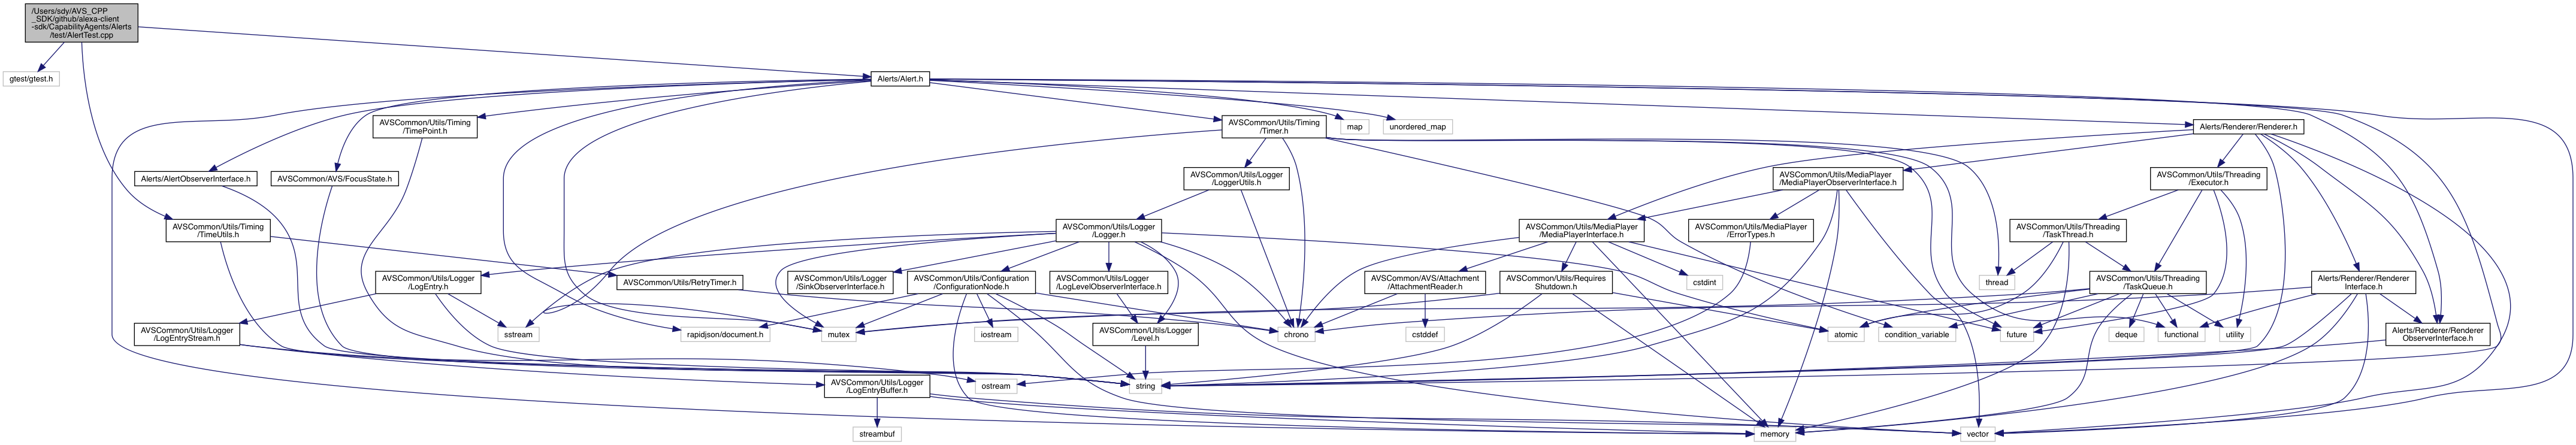 /Users/sdy/AVS_CPP
_SDK/github/alexa-client
-sdk/CapabilityAgents/Alerts
/test/AlertTest.cpp
gtest/gtest.h
Alerts/Alert.h
AVSCommon/Utils/Timing
/TimePoint.h
AVSCommon/Utils/Timing
/Timer.h
map
unordered_map
Alerts/Renderer/Renderer.h
Alerts/AlertObserverInterface.h
AVSCommon/AVS/FocusState.h
AVSCommon/Utils/Logger
/LoggerUtils.h
AVSCommon/Utils/MediaPlayer
/MediaPlayerObserverInterface.h
AVSCommon/Utils/Threading
/Executor.h
AVSCommon/Utils/Timing
/TimeUtils.h
AVSCommon/Utils/Logger
/Logger.h
AVSCommon/Utils/MediaPlayer
/MediaPlayerInterface.h
AVSCommon/Utils/MediaPlayer
/ErrorTypes.h
AVSCommon/Utils/Threading
/TaskThread.h
AVSCommon/Utils/Logger
/LogEntry.h
AVSCommon/Utils/RetryTimer.h
AVSCommon/Utils/Logger
/SinkObserverInterface.h
AVSCommon/Utils/Configuration
/ConfigurationNode.h
AVSCommon/Utils/Logger
/LogLevelObserverInterface.h
AVSCommon/AVS/Attachment
/AttachmentReader.h
AVSCommon/Utils/Requires
Shutdown.h
cstdint
thread
AVSCommon/Utils/Threading
/TaskQueue.h
Alerts/Renderer/Renderer
Interface.h
AVSCommon/Utils/Logger
/LogEntryStream.h
sstream
rapidjson/document.h
mutex
iostream
AVSCommon/Utils/Logger
/Level.h
chrono
cstddef
atomic
condition_variable
future
deque
functional
utility
Alerts/Renderer/Renderer
ObserverInterface.h
AVSCommon/Utils/Logger
/LogEntryBuffer.h
ostream
string
streambuf
memory
vector